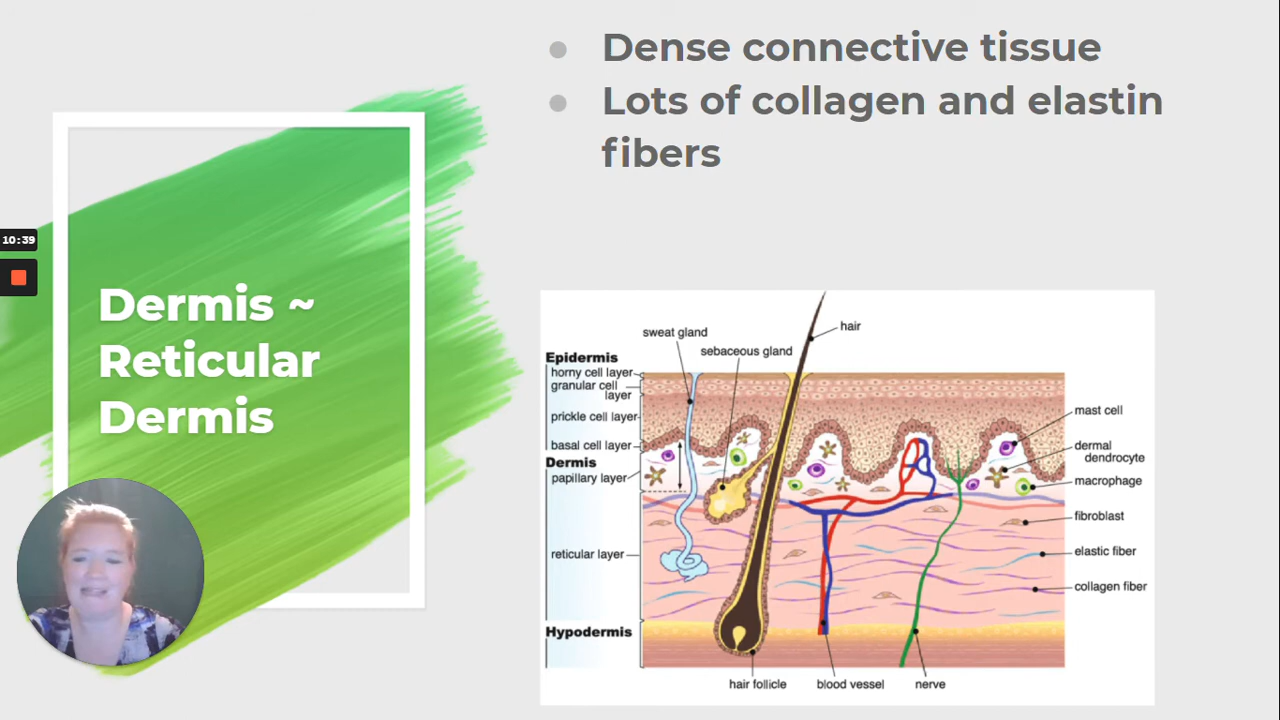 Dense connective tissue
Lots of collagen and elastin
fibers
10:39
Dermis ~
Reticular
Dermis
hair
sweat gland
sebaceous gland
Epidermis
horny cell layer
granular cell
layer
prickle cell layer
basal cell layer
Dermis
papillary layer
reticular layer
Hypodermis
mast cell
dermal
dendrocyte
macrophage
fibroblast
elastic fiber
collagen fiber
hair follicle
blood vessel
nerve